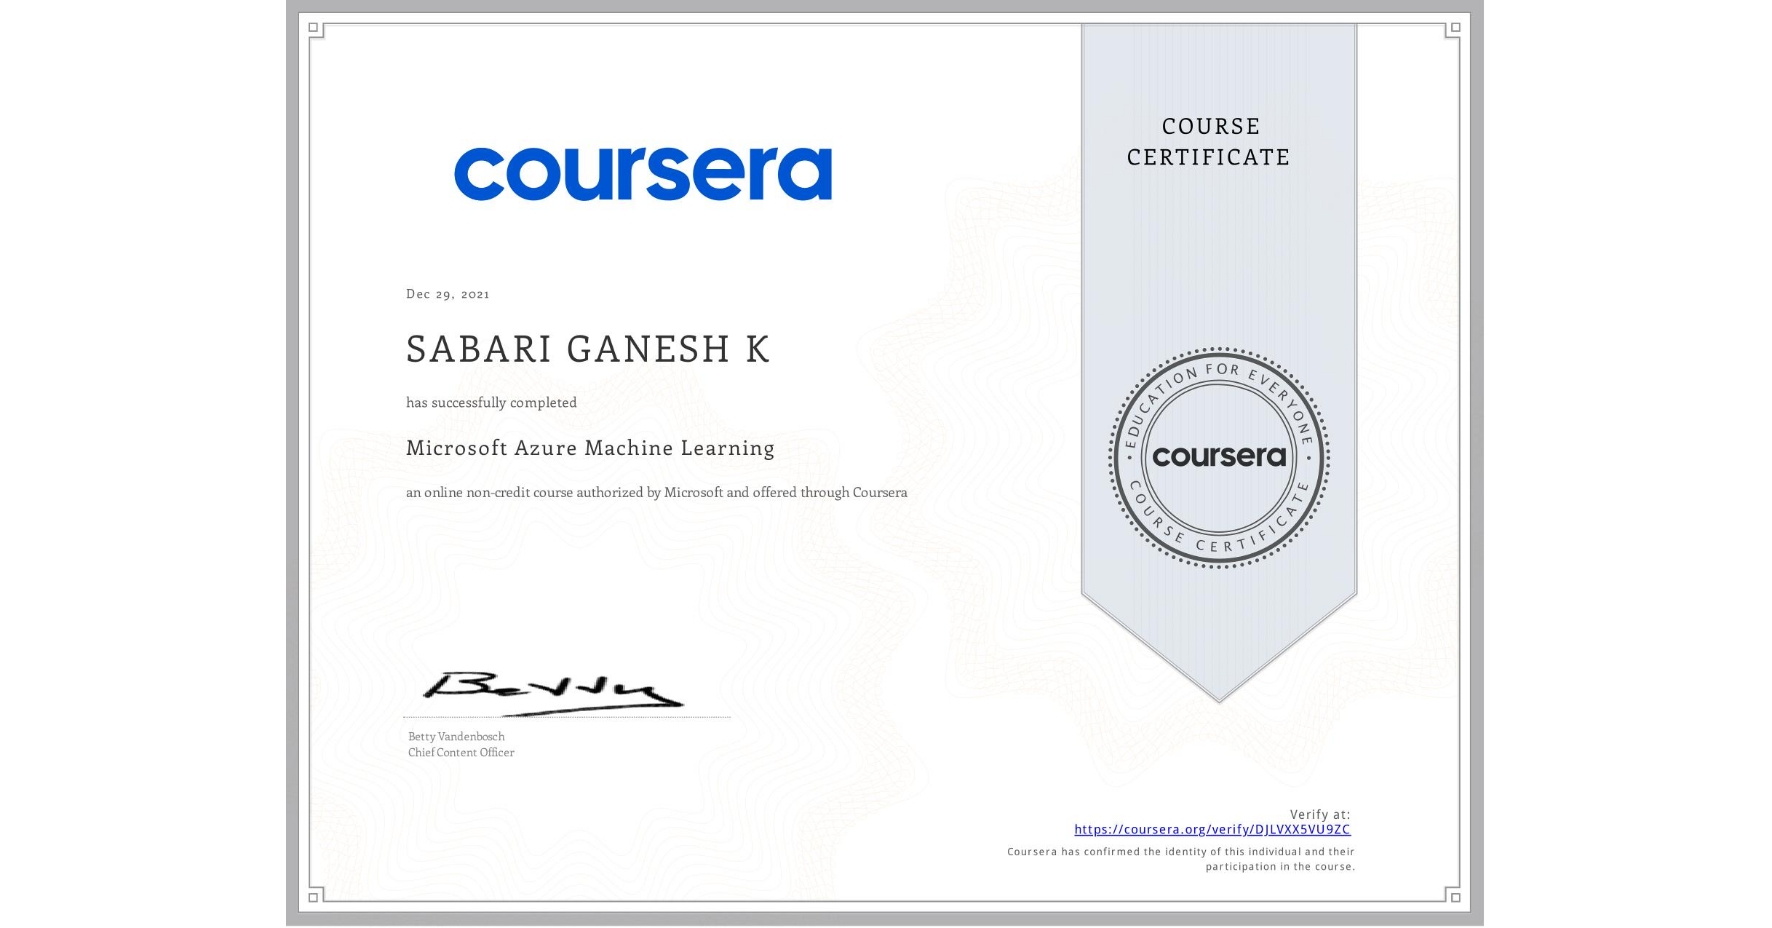 coursera
COURSE
CERTIFICATE
Dec 29, 2021
SABARI GANESH K
has successfully completed
Microsoft Azure Machine Learning
an online non-credit course authorized by Microsoft and offered through Coursera
EDUCATION FOR EVERYONE
coursera
COURSE CERTIFICATE
Betty
Betty Vandenbosch
Chief Content Officer
Verify at:
https://coursera.org/verify/DJLVXX5VU9ZC
Coursera has confirmed the identity of this individual and their
participation in the course.